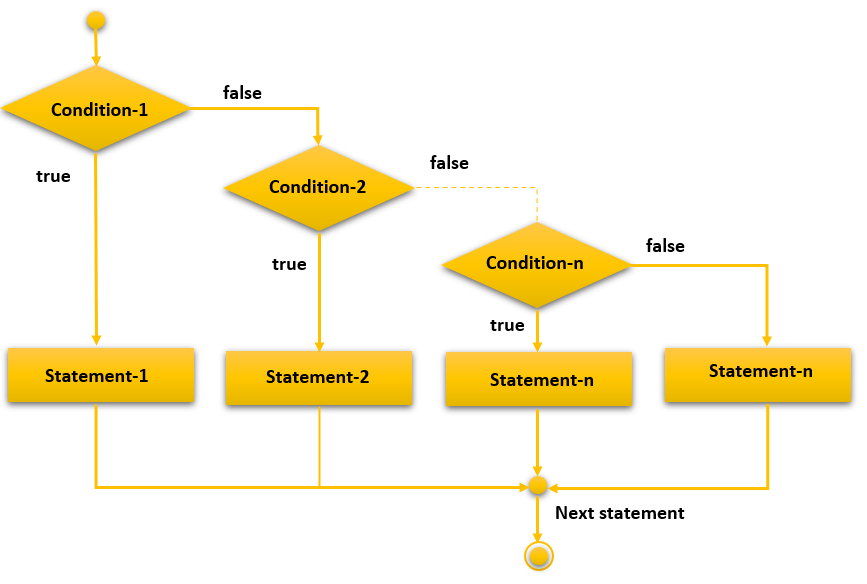 false
Condition-1
false
true
Condition-2
false
true
Condition-n
true
Statement-1
Statement-2
Statement-n
Statement-n
Next statement